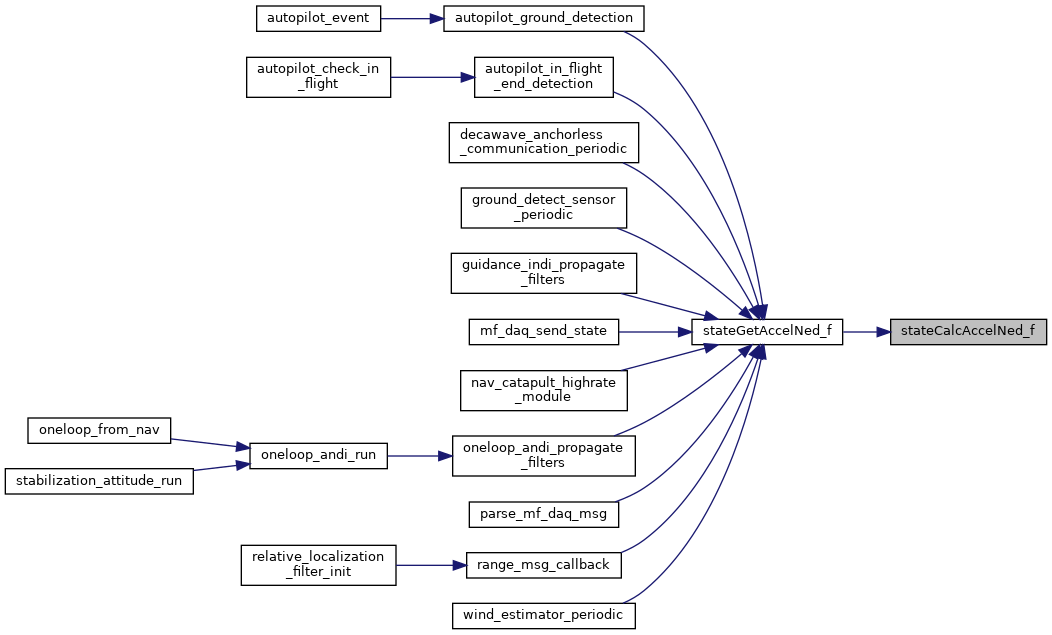 autopilot_event
autopilot_ground_detection
autopilot_check_in
_flight
autopilot_in_flight
_end_detection
decawave_anchorless
_communication_periodic
ground_detect_sensor
_periodic
guidance_indi_propagate
_filters
mf_daq_send_state
stateGetAccelNed_f
stateCalcAccelNed_f
nav_catapult_highrate
_module
oneloop_from_nav
stabilization_attitude_run
oneloop_andi_run
oneloop_andi_propagate
_filters
parse_mf_daq_msg
relative_localization
_filter_init
range_msg_callback
wind_estimator_periodic